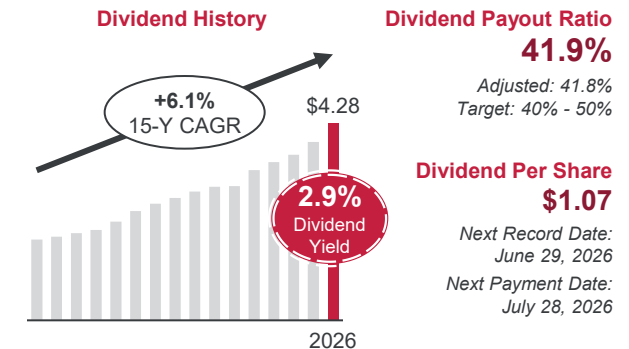 Dividend History
+6.1%
15-Y CAGR
$4.28
2.9%
Dividend
Yield
2026
Dividend Payout Ratio
41.9%
Adjusted: 41.8%
Target: 40% - 50%
Dividend Per Share
$1.07
Next Record Date:
June 29, 2026
Next Payment Date:
July 28, 2026